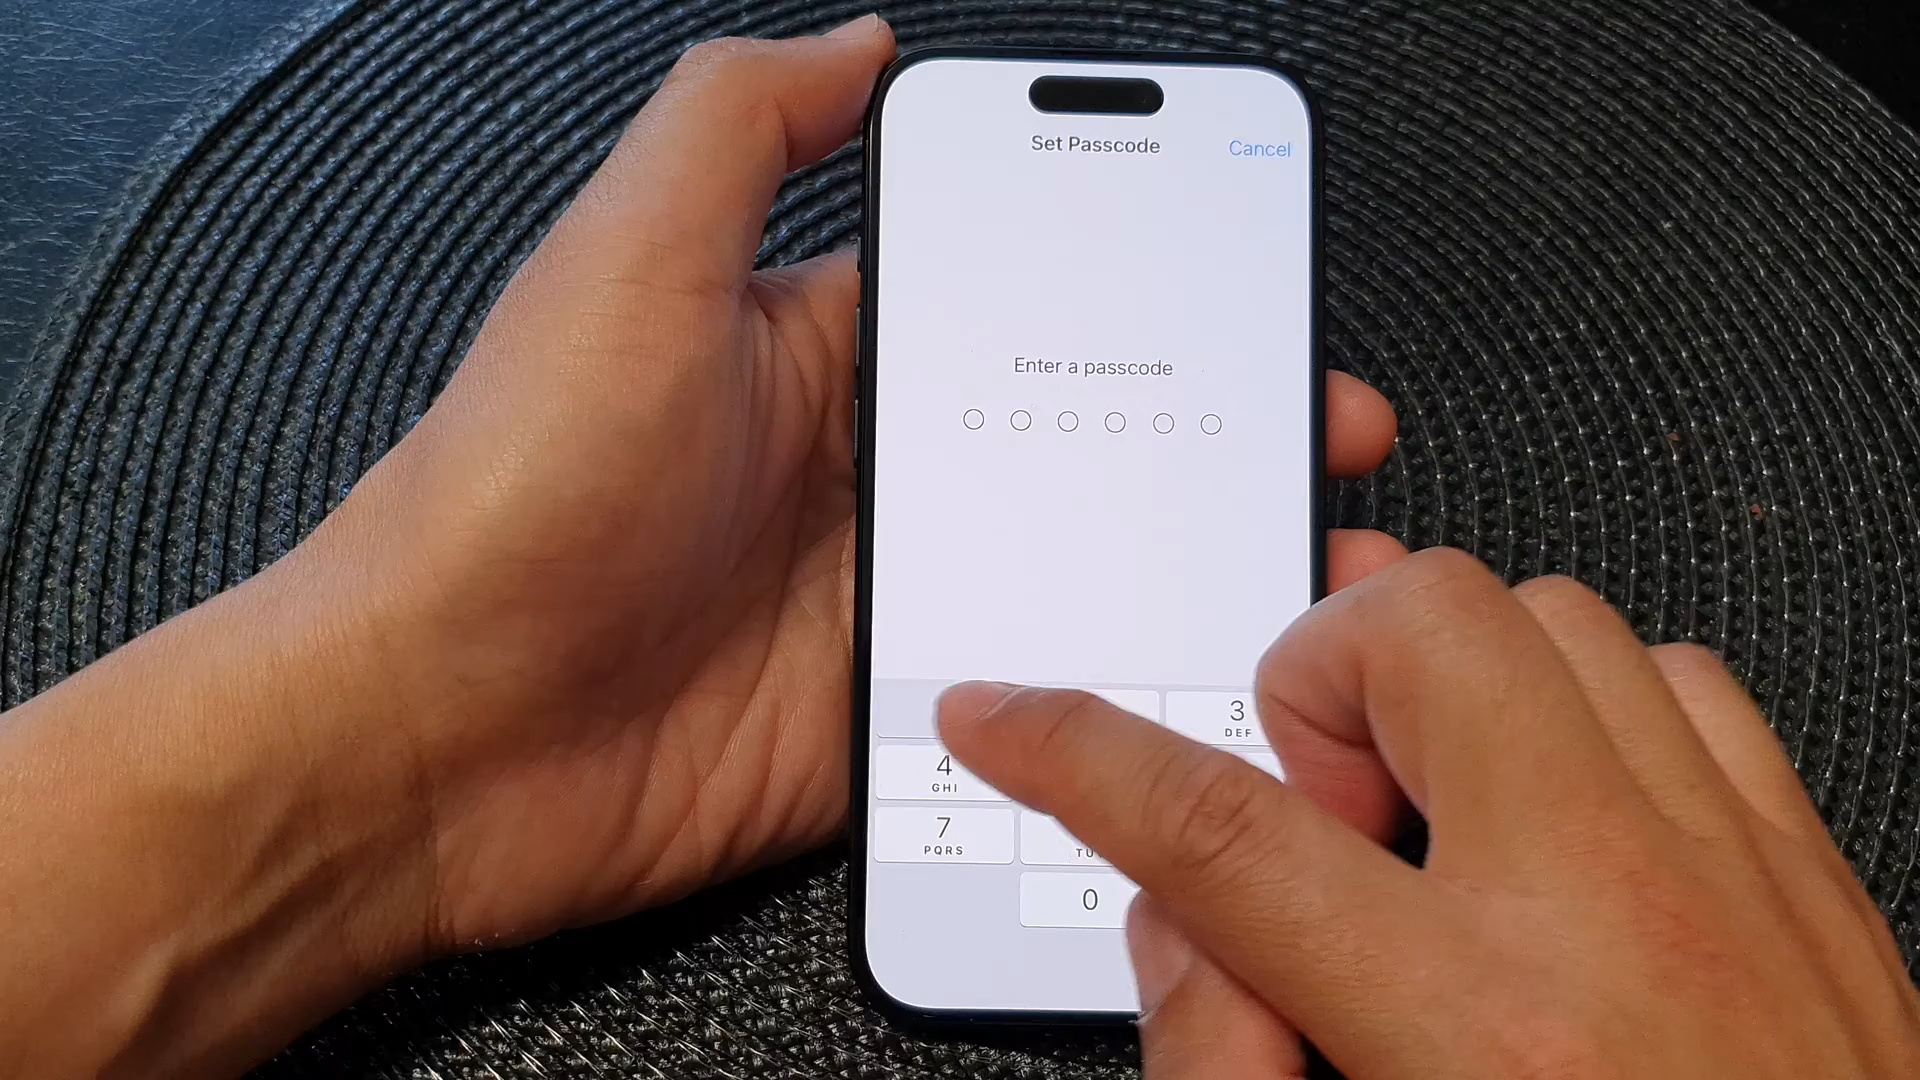 Set Passcode
Cancel
Enter a passcode
3
DEF
4
GHI
7
PQRS
0